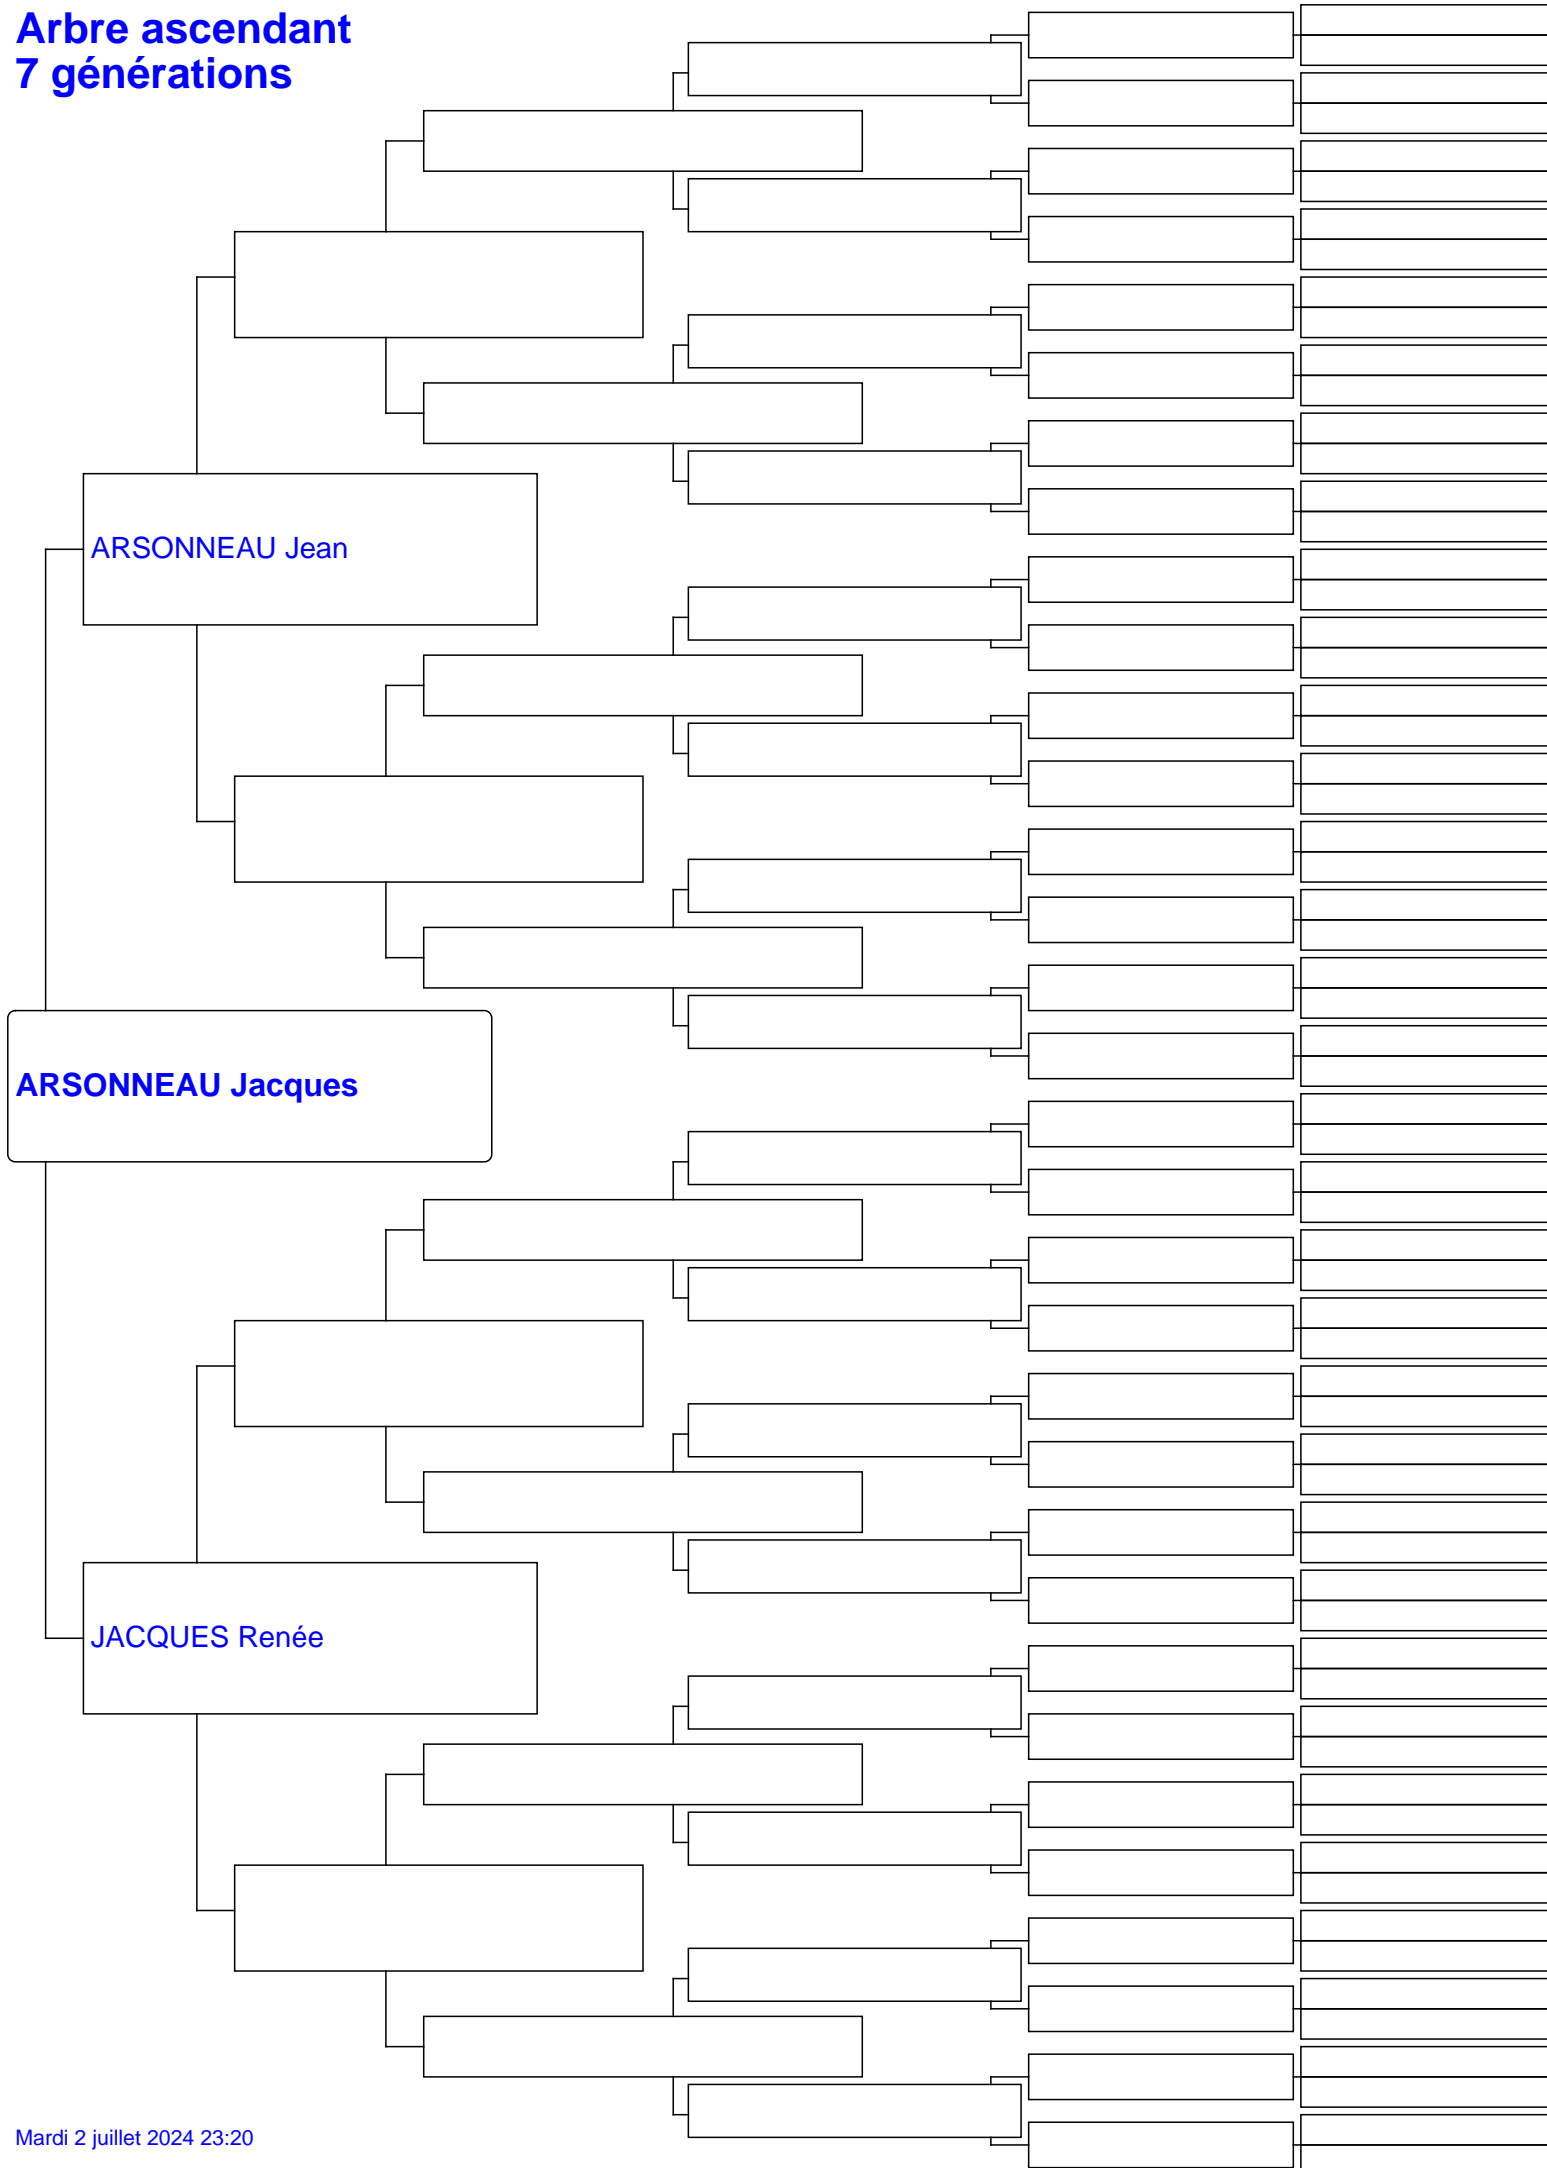 Arbre ascendant
7 générations
ARSONNEAU Jean
ARSONNEAU Jacques
JACQUES Renée
Mardi 2 juillet 2024 23:20